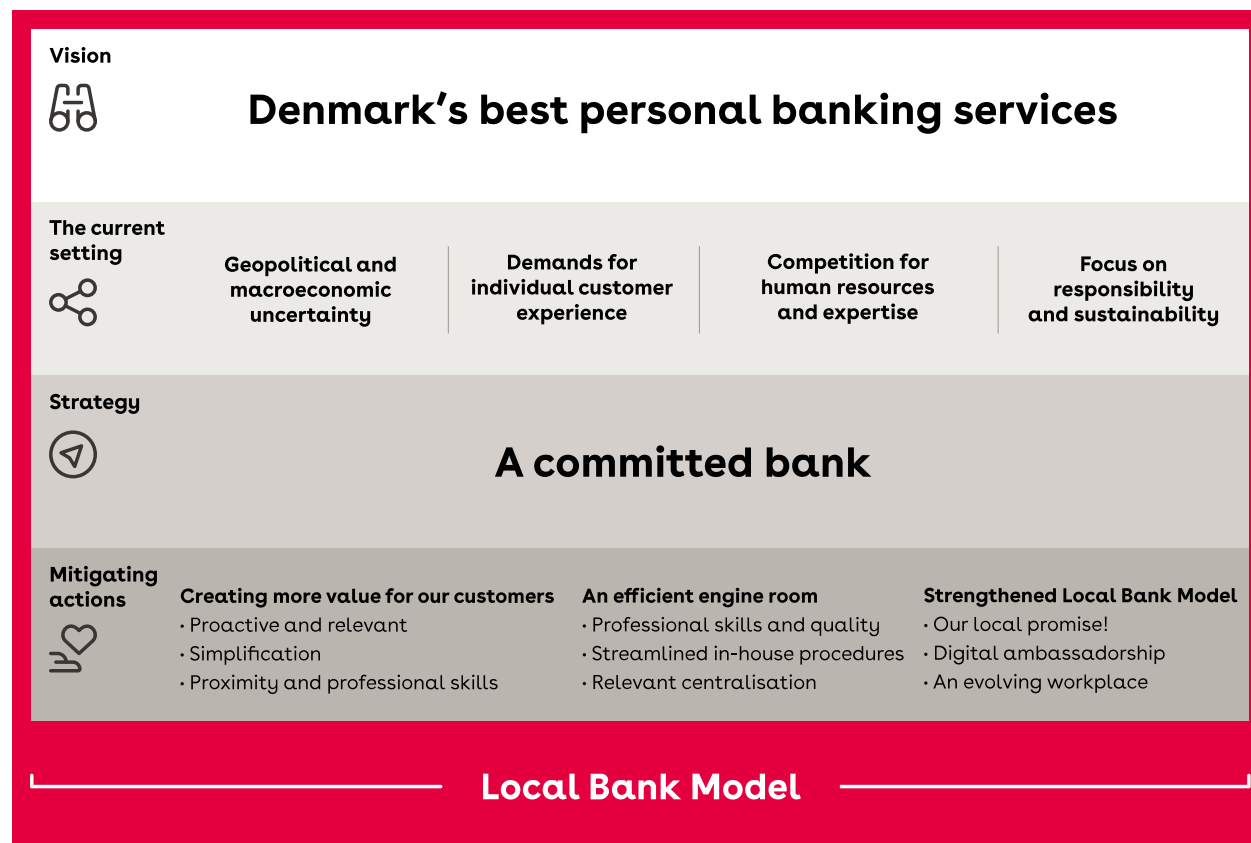 Vision
Denmark’s best personal banking services
The current
setting
Geopolitical and
macroeconomic
uncertainty
Demands for
individual customer
experience
Competition for
human resources
and expertise
Focus on
responsibility
and sustainability
Strategy
A committed bank
Mitigating
actions
Creating more value for our customers
· Proactive and relevant
· Simplification
· Proximity and professional skills
An efficient engine room
· Professional skills and quality
· Streamlined in-house procedures
· Relevant centralisation
Strengthened Local Bank Model
· Our local promise!
· Digital ambassadorship
· An evolving workplace
Local Bank Model